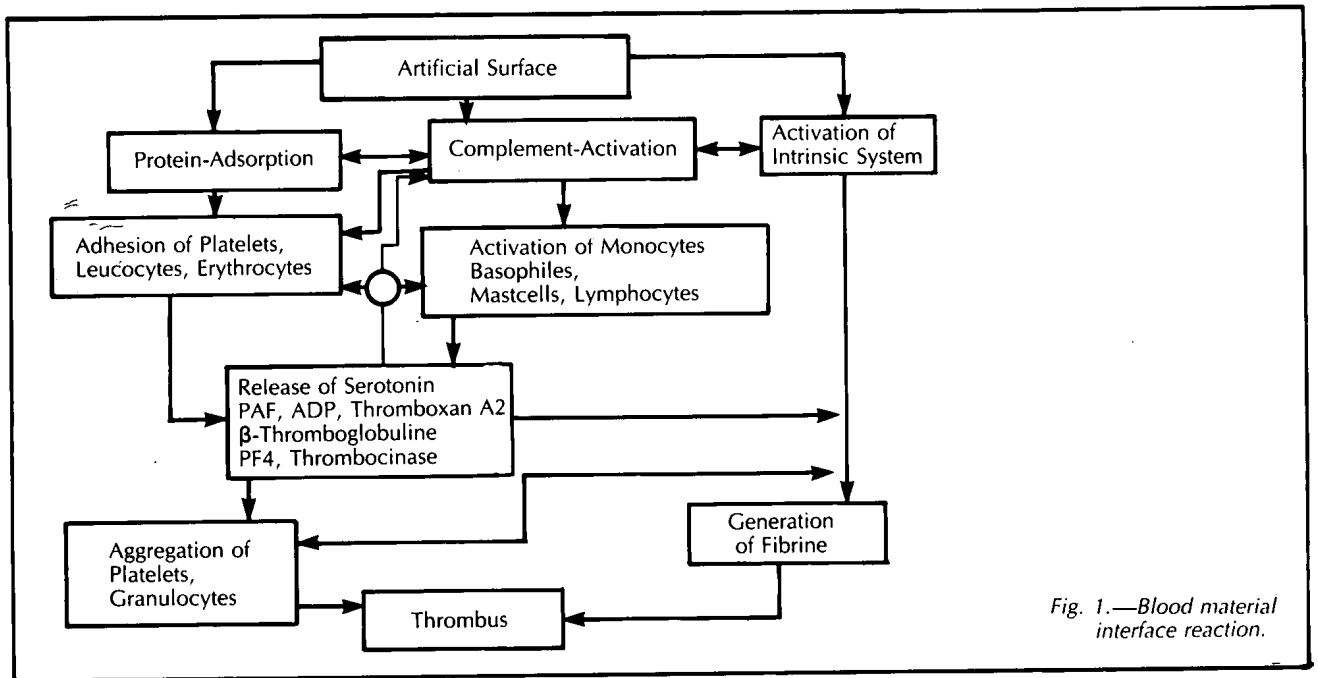 Artificial Surface
Protein-Adsorption
Complement-Activation
Activation of
Intrinsic System
Adhesion of Platelets,
Leucocytes, Erythrocytes
Activation of Monocytes
Basophiles,
Mastcells, Lymphocytes
Release of Serotonin
PAF, ADP, Thromboxan A2
β-Thromboglobuline
PF4, Thrombocinase
Aggregation of
Platelets,
Granulocytes
Generation
of Fibrine
Thrombus
Fig. 1.—Blood material
interface reaction.